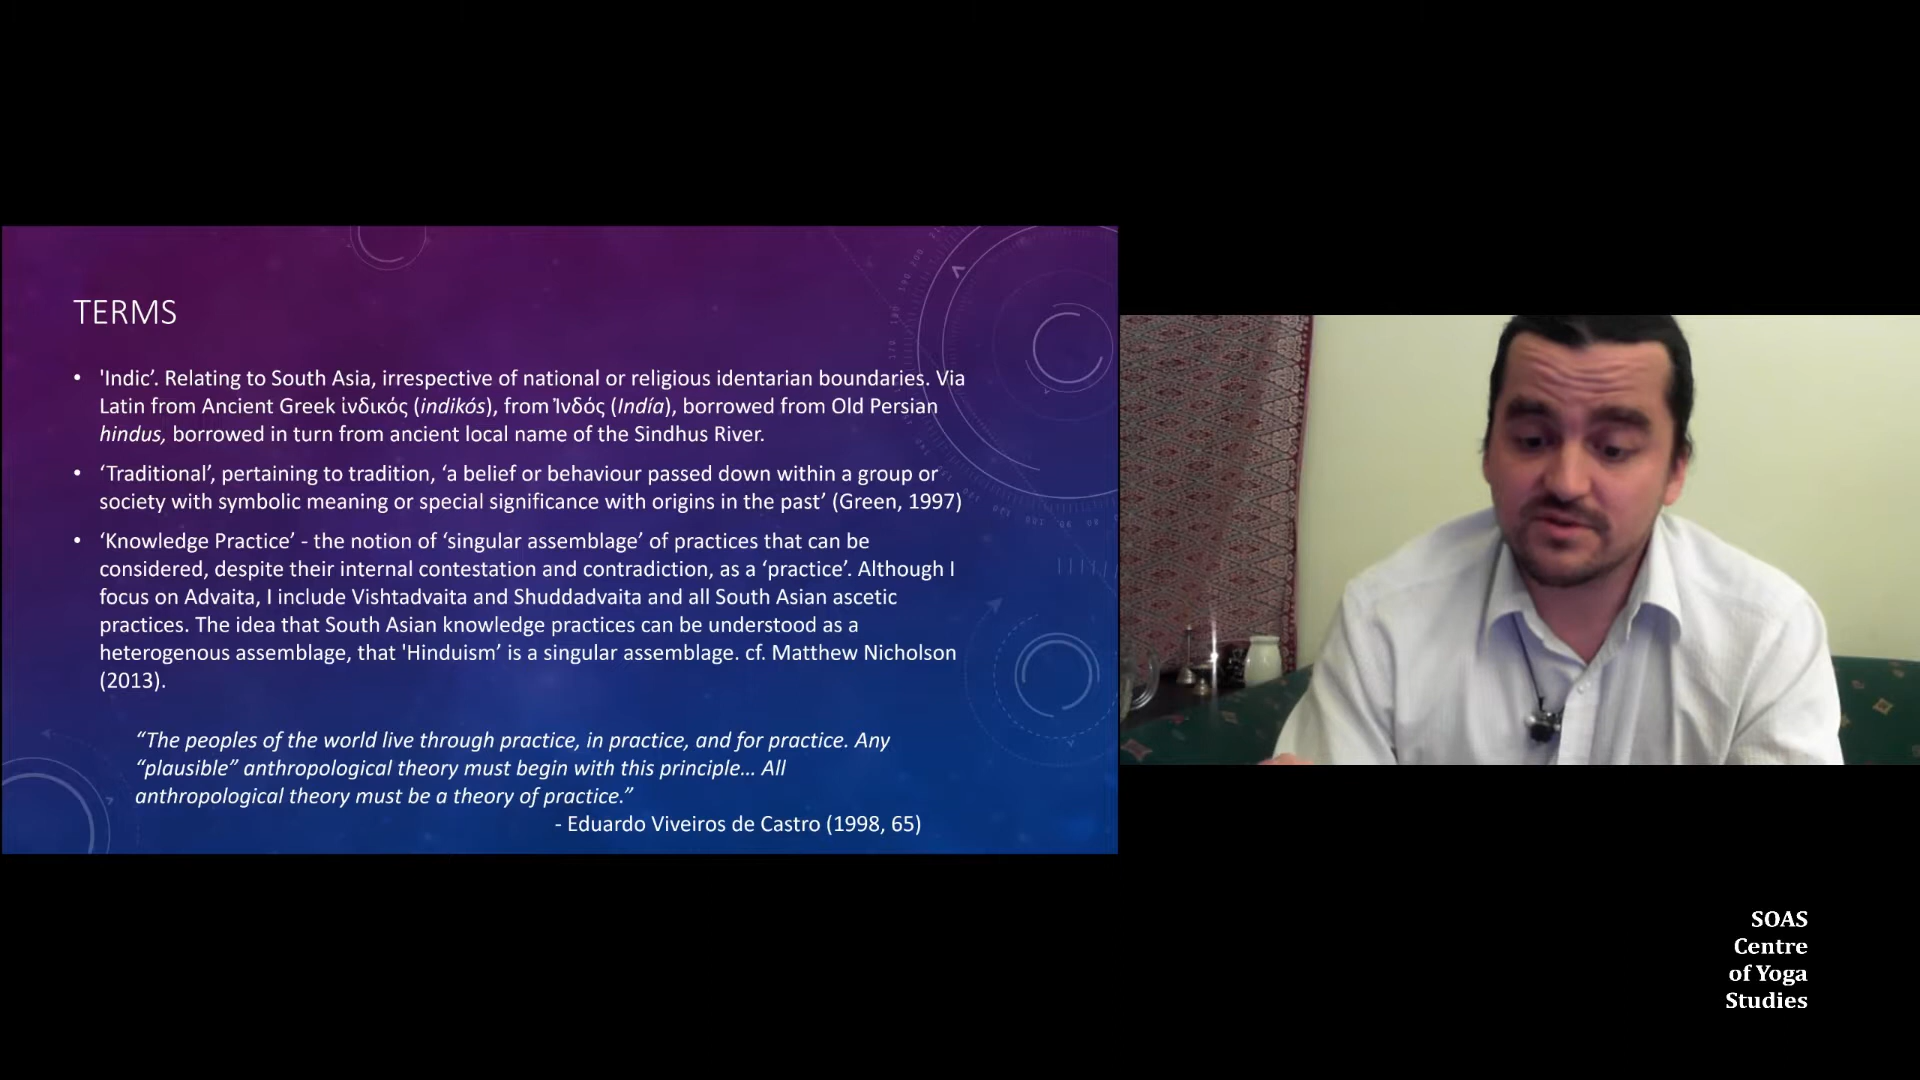 TERMS
• 'Indic'. Relating to South Asia, irrespective of national or religious identarian boundaries. Via
Latin from Ancient Greek ἰνδικός (indikós), from Ἰνδός (Indía), borrowed from Old Persian
hindus, borrowed in turn from ancient local name of the Sindhus River.
• ‘Traditional’, pertaining to tradition, ‘a belief or behaviour passed down within a group or
society with symbolic meaning or special significance with origins in the past’ (Green, 1997)
• ‘Knowledge Practice’ - the notion of ‘singular assemblage’ of practices that can be
considered, despite their internal contestation and contradiction, as a ‘practice’. Although I
focus on Advaita, I include Vishtadvaita and Shuddadvaita and all South Asian ascetic
practices. The idea that South Asian knowledge practices can be understood as a
heterogenous assemblage, that 'Hinduism’ is a singular assemblage. cf. Matthew Nicholson
(2013).
“The peoples of the world live through practice, in practice, and for practice. Any
“plausible” anthropological theory must begin with this principle... All
anthropological theory must be a theory of practice.”
- Eduardo Viveiros de Castro (1998, 65)
SOAS
Centre
of Yoga
Studies